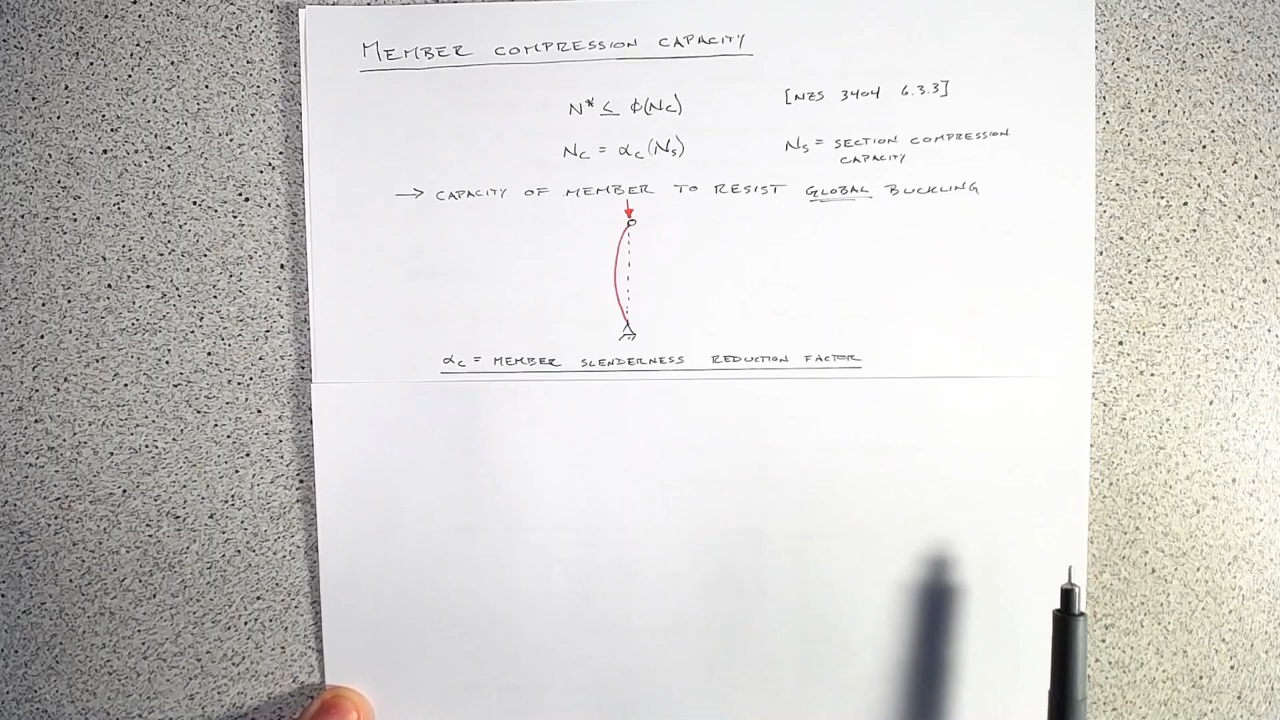 MEMBER COMPRESSION CAPACITY
N* ≤ ϕ(Nc) [NZS 3404 6.3.3]
Nc = αc(Ns) Ns = SECTION COMPRESSION
CAPACITY
→ CAPACITY OF MEMBER TO RESIST GLOBAL BUCKLING
αc = MEMBER SLENDERNESS REDUCTION FACTOR